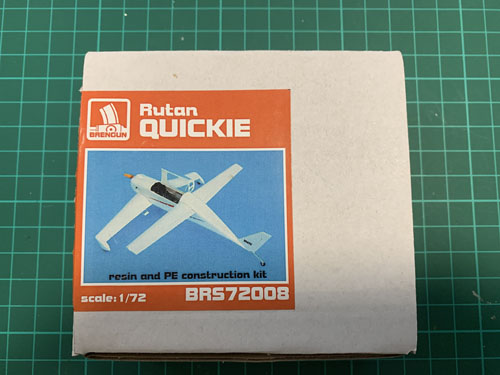 BRENGUN
Rutan
QUICKIE
resin and PE construction kit
scale: 1/72
BRS72008